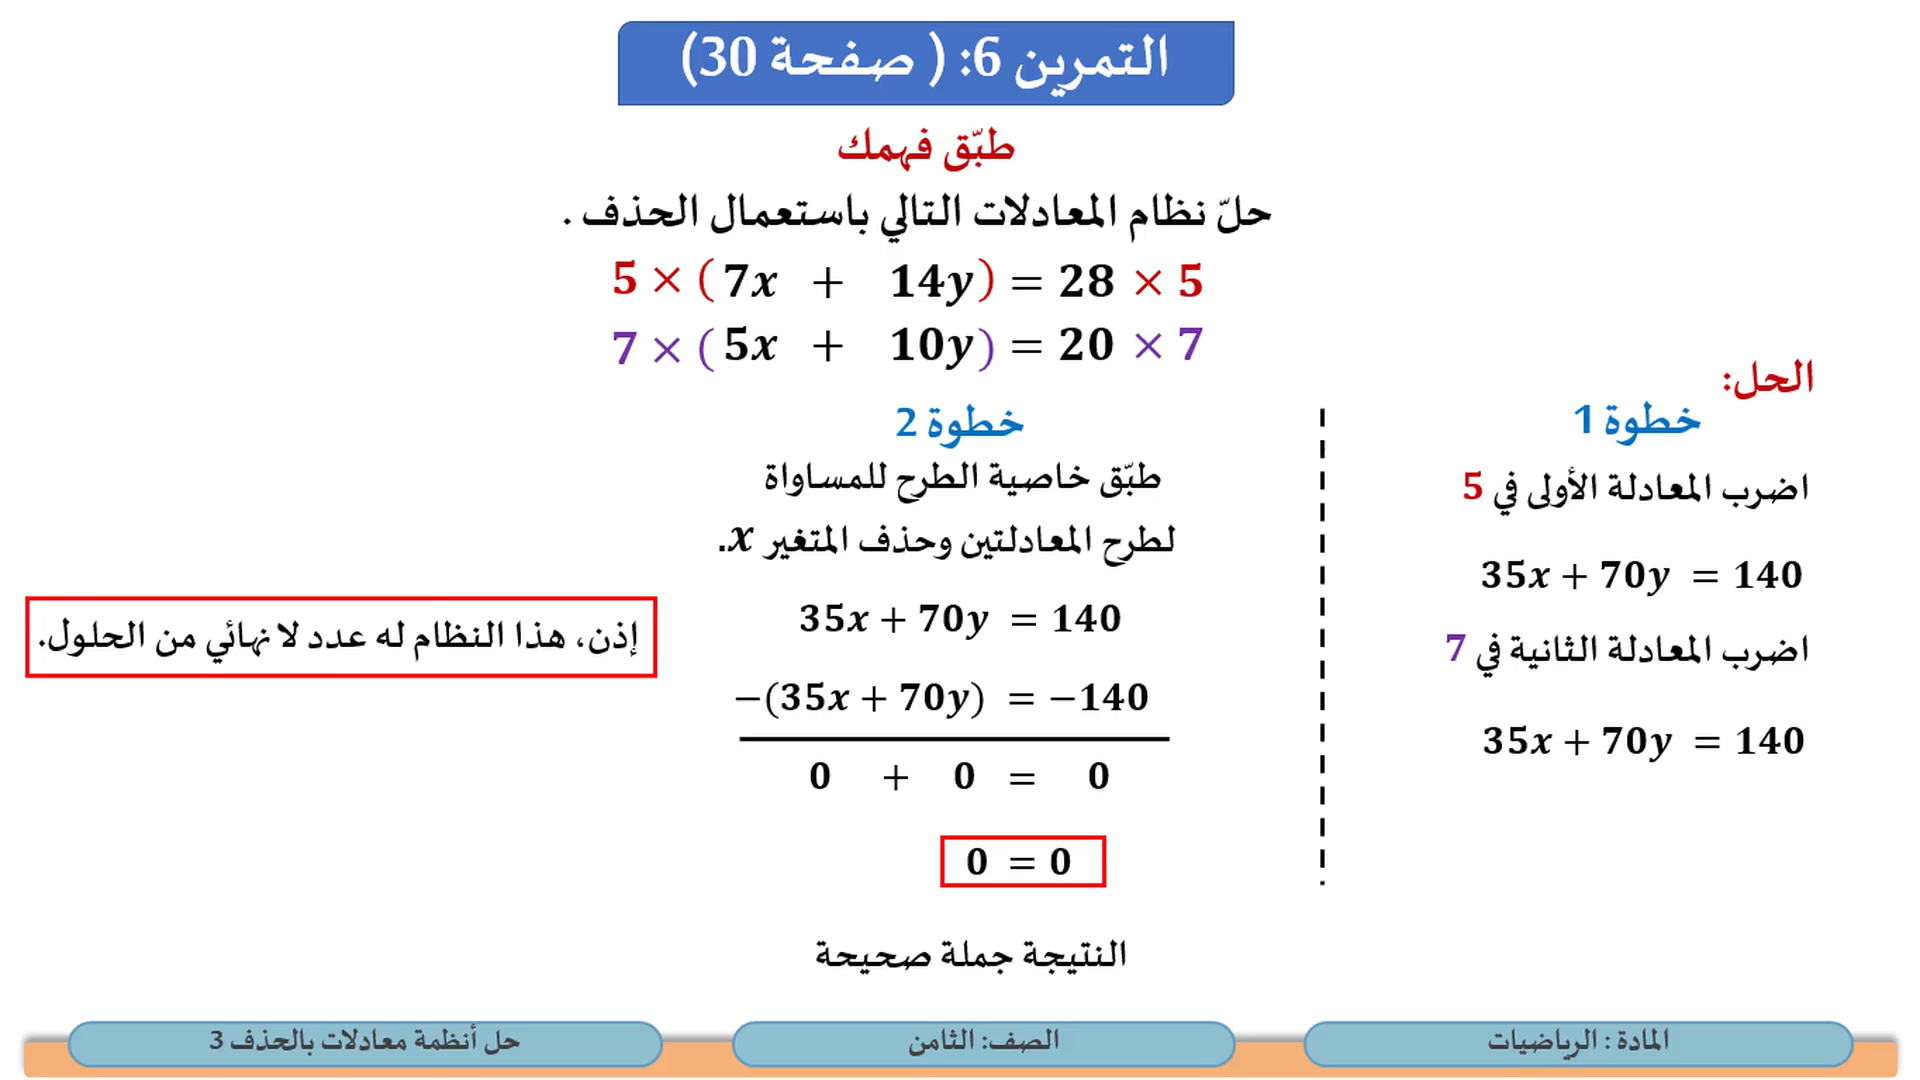 التمرين 6: ( صفحة 30)
طبّق فهمك
حلّ نظام المعادلات التالي باستعمال الحذف .
5 × ( 7x + 14y ) = 28 × 5
7 × ( 5x + 10y ) = 20 × 7
الحل:
خطوة 1
اضرب المعادلة الأولى في 5
35x + 70y = 140
اضرب المعادلة الثانية في 7
35x + 70y = 140
خطوة 2
طبّق خاصية الطرح للمساواة
لطرح المعادلتين وحذف المتغير x.
35x + 70y = 140
−(35x + 70y) = −140
0 + 0 = 0
0 = 0
النتيجة جملة صحيحة
إذن، هذا النظام له عدد لا نهائي من الحلول.
المادة : الرياضيات
الصف: الثامن
حل أنظمة معادلات بالحذف 3